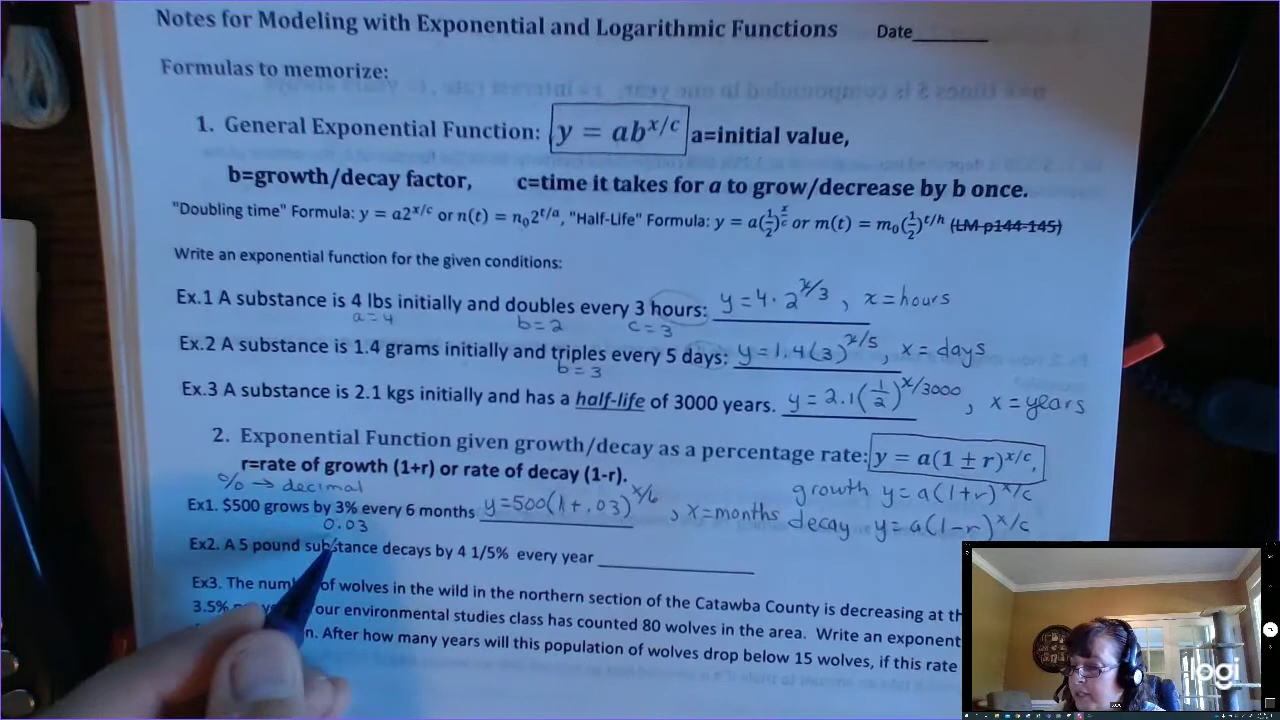 Notes for Modeling with Exponential and Logarithmic Functions Date______
Formulas to memorize:
1. General Exponential Function: y = ab^{x/c} a=initial value,
b=growth/decay factor, c=time it takes for a to grow/decrease by b once.
"Doubling time" Formula: y = a2^{x/c} or n(t) = n₀2^{t/a}, "Half-Life" Formula: y = a(1/2)^{x/c} or m(t) = m₀(1/2)^{t/h} (LM p144-145)
Write an exponential function for the given conditions:
Ex.1 A substance is 4 lbs initially and doubles every 3 hours: y = 4 · 2^{x/3}, x = hours
a = 4 b = 2 c = 3
Ex.2 A substance is 1.4 grams initially and triples every 5 days: y = 1.4(3)^{x/5}, x = days
b = 3
Ex.3 A substance is 2.1 kgs initially and has a half-life of 3000 years. y = 2.1(1/2)^{x/3000}, x = years
2. Exponential Function given growth/decay as a percentage rate: y = a(1 ± r)^{x/c},
r=rate of growth (1+r) or rate of decay (1-r).
% → decimal growth y = a(1+r)^{x/c}
Ex1. $500 grows by 3% every 6 months y = 500(1+.03)^{x/6}, x = months decay y = a(1-r)^{x/c}
0.03
Ex2. A 5 pound substance decays by 4 1/5% every year ______
Ex3. The of wolves in the wild in the northern section of the Catawba County is decreasing at
3.5% our environmental studies class has counted 80 wolves in the area. Write an
After how many years will this population of wolves drop below 15 wolves, if this rate
logi